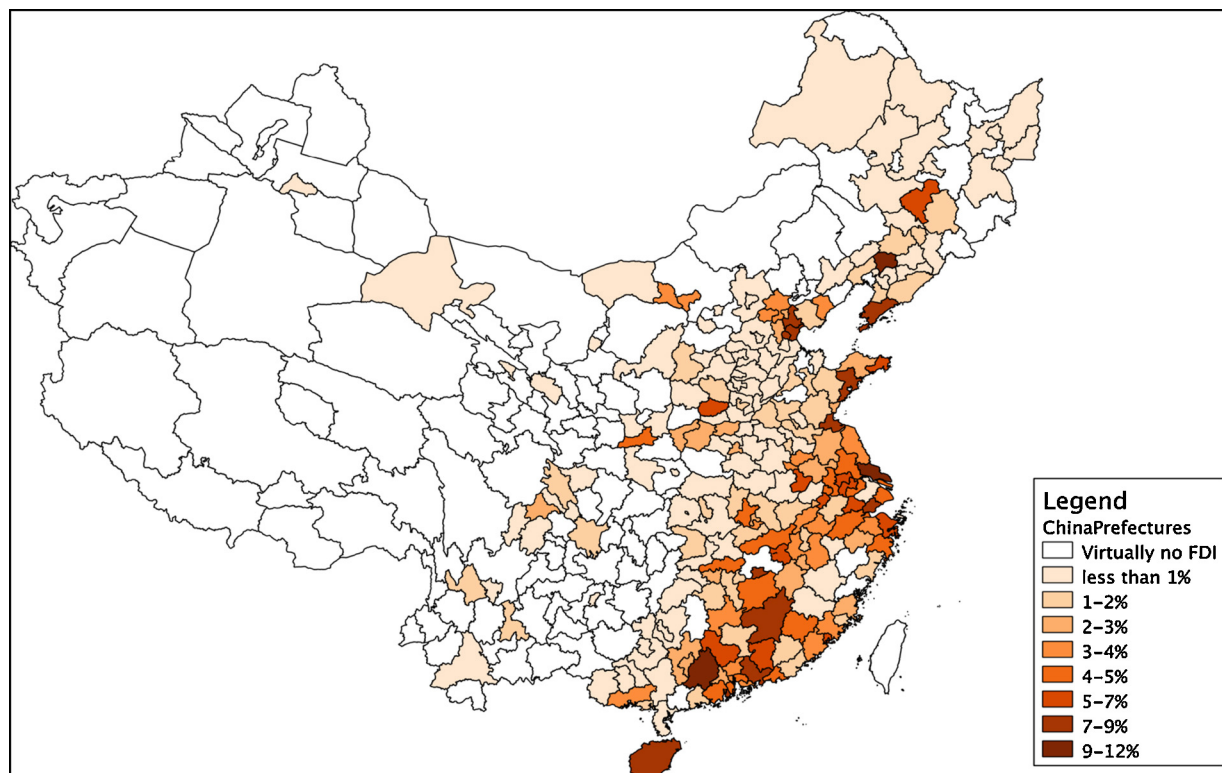 Legend
ChinaPrefectures
Virtually no FDI
less than 1%
1-2%
2-3%
3-4%
4-5%
5-7%
7-9%
9-12%